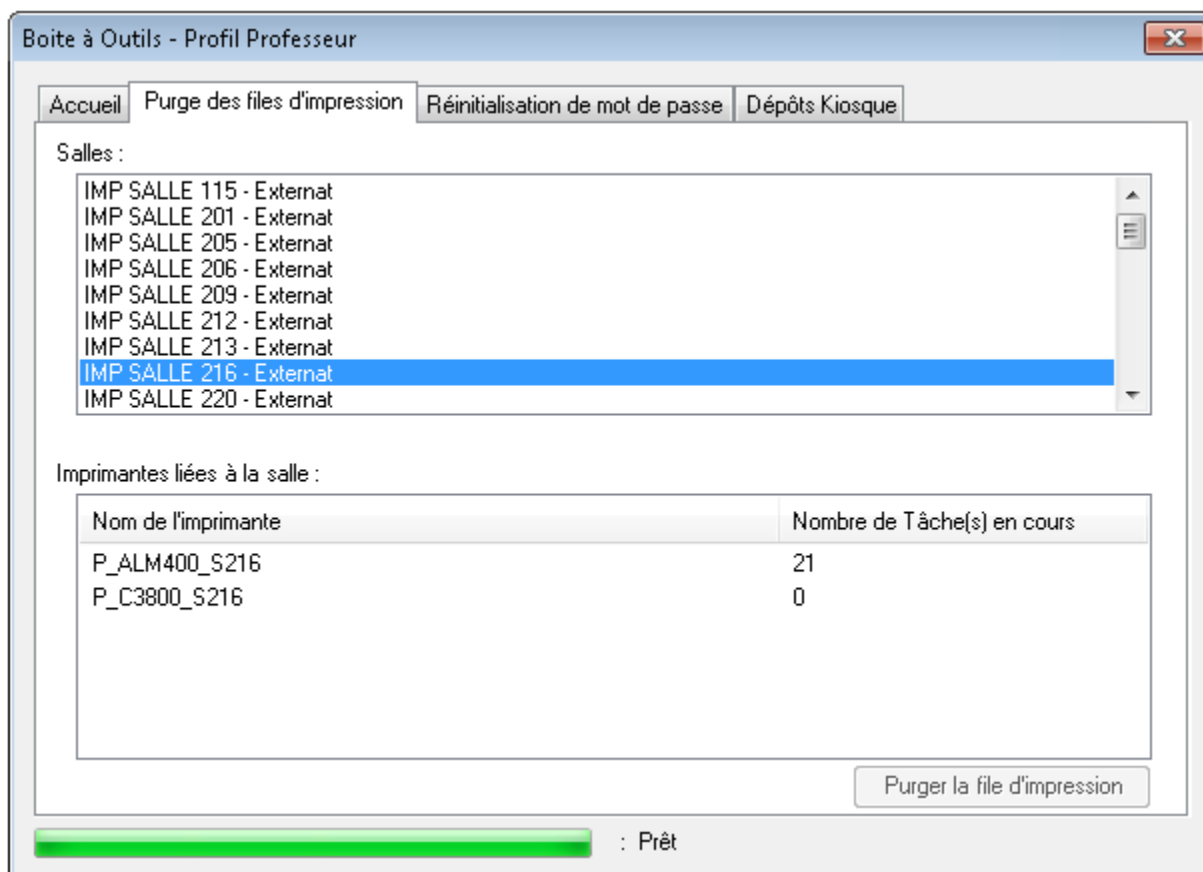 Boite à Outils - Profil Professeur
Accueil Purge des files d'impression Réinitialisation de mot de passe Dépôts Kiosque
Salles :
IMP SALLE 115 - Externat
IMP SALLE 201 - Externat
IMP SALLE 205 - Externat
IMP SALLE 206 - Externat
IMP SALLE 209 - Externat
IMP SALLE 212 - Externat
IMP SALLE 213 - Externat
IMP SALLE 216 - Externat
IMP SALLE 220 - Externat
Imprimantes liées à la salle :
Nom de l'imprimante Nombre de Tâche(s) en cours
P_ALM400_S216 21
P_C3800_S216 0
Purger la file d'impression
: Prêt